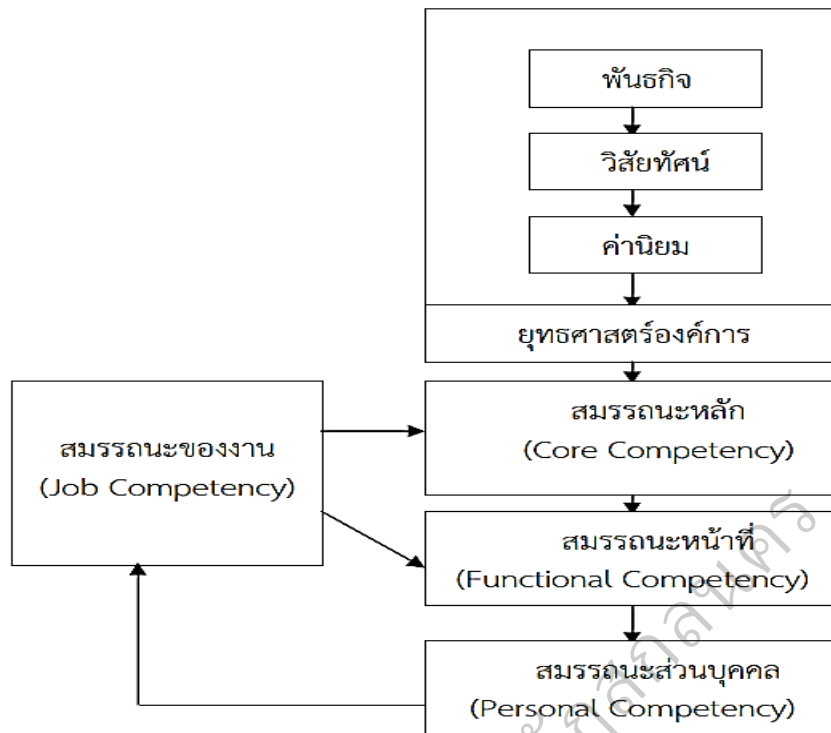 พันธกิจ
วิสัยทัศน์
ค่านิยม
ยุทธศาสตร์องค์การ
สมรรถนะหลัก
(Core Competency)
สมรรถนะของงาน
(Job Competency)
สมรรถนะหน้าที่
(Functional Competency)
สมรรถนะส่วนบุคคล
(Personal Competency)